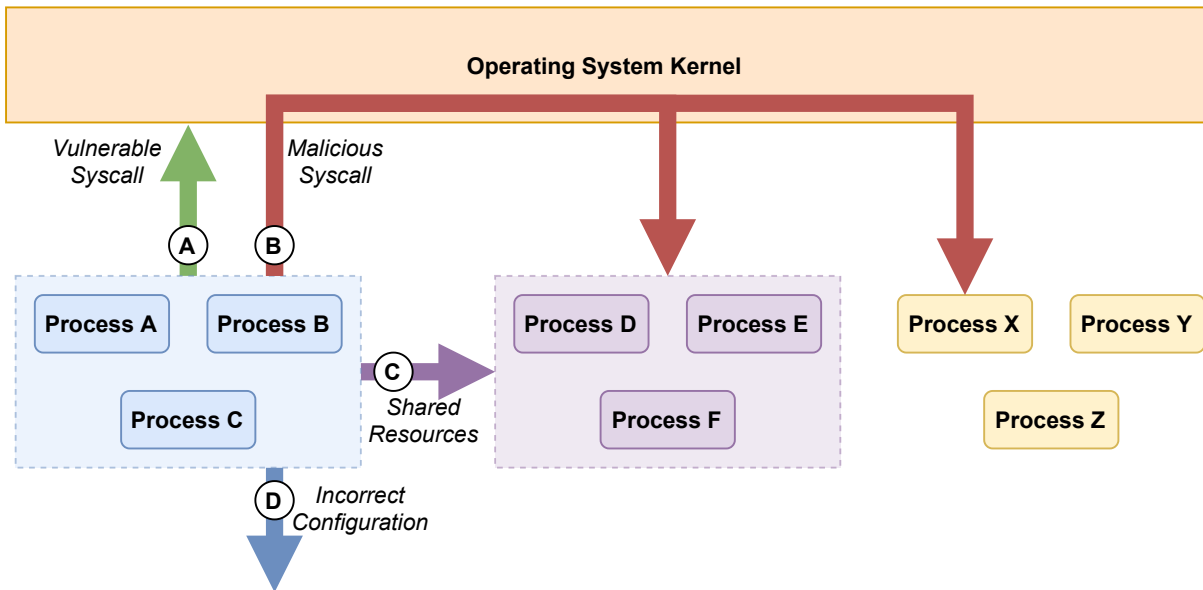 Operating System Kernel
Vulnerable
Syscall
Malicious
Syscall
A
B
Process A
Process B
Process C
C
Shared
Resources
Process D
Process E
Process F
Process X
Process Y
Process Z
D
Incorrect
Configuration